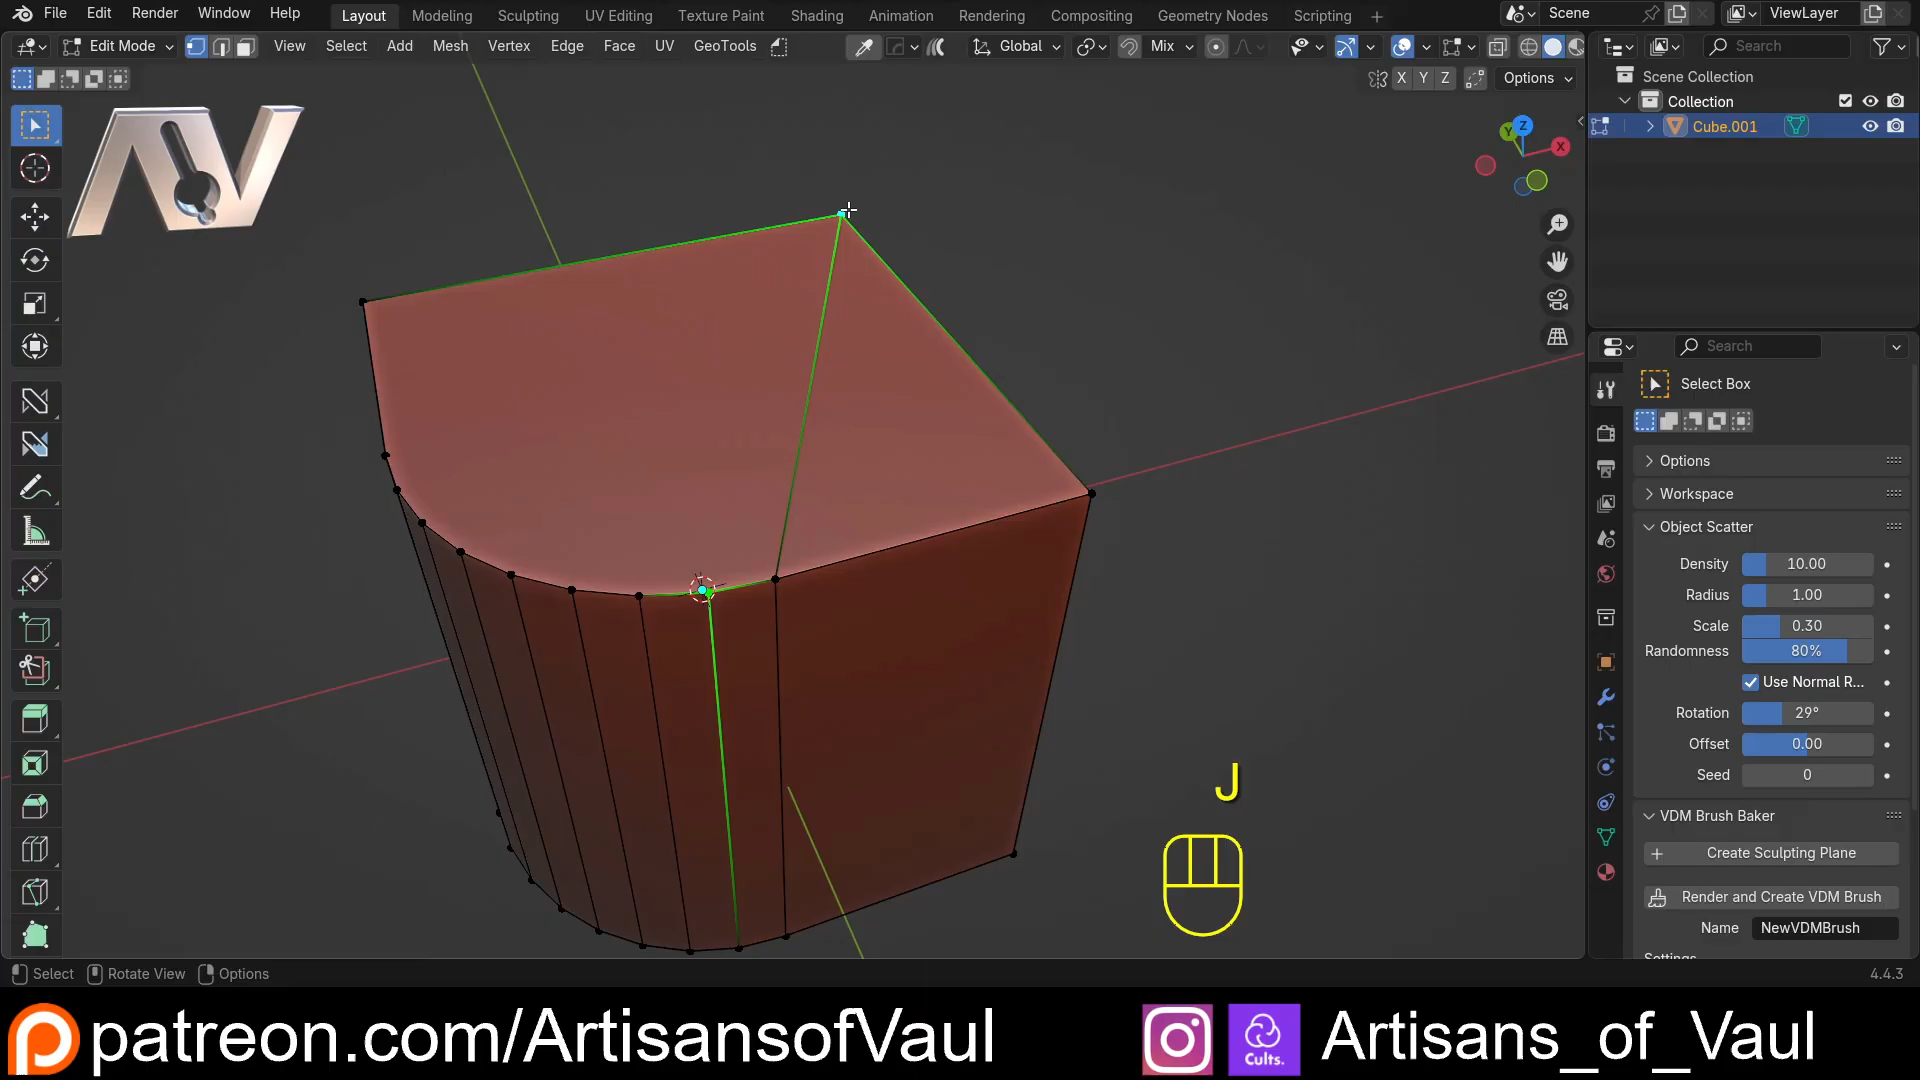 File Edit Render Window Help Layout Modeling Sculpting UV Editing Texture Paint Shading Animation Rendering Compositing Geometry Nodes Scripting + Scene ViewLayer
Edit Mode View Select Add Mesh Vertex Edge Face UV GeoTools Global Mix Search
X Y Z Options
Scene Collection
Collection
Cube.001
Z
Y
X
AV
Search
Select Box
Options
Workspace
Object Scatter
Density 10.00
Radius 1.00
Scale 0.30
Randomness 80%
Use Normal R...
Rotation 29°
Offset 0.00
Seed 0
J
VDM Brush Baker
Create Sculpting Plane
Render and Create VDM Brush
Name NewVDMBrush
Settings
Select Rotate View Options 4.4.3
patreon.com/ArtisansofVaul Cults. Artisans_of_Vaul